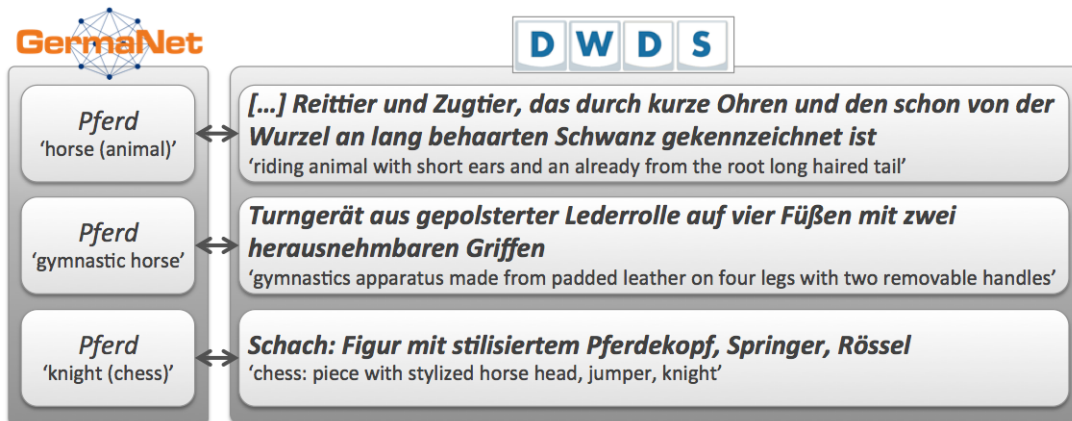 GermaNet
DWDS
Pferd
‘horse (animal)’
[…] Reittier und Zugtier, das durch kurze Ohren und den schon von der
Wurzel an lang behaarten Schwanz gekennzeichnet ist
‘riding animal with short ears and an already from the root long haired tail’
Pferd
‘gymnastic horse’
Turngerät aus gepolsterter Lederrolle auf vier Füßen mit zwei
herausnehmbaren Griffen
‘gymnastics apparatus made from padded leather on four legs with two removable handles’
Pferd
‘knight (chess)’
Schach: Figur mit stilisiertem Pferdekopf, Springer, Rössel
‘chess: piece with stylized horse head, jumper, knight’